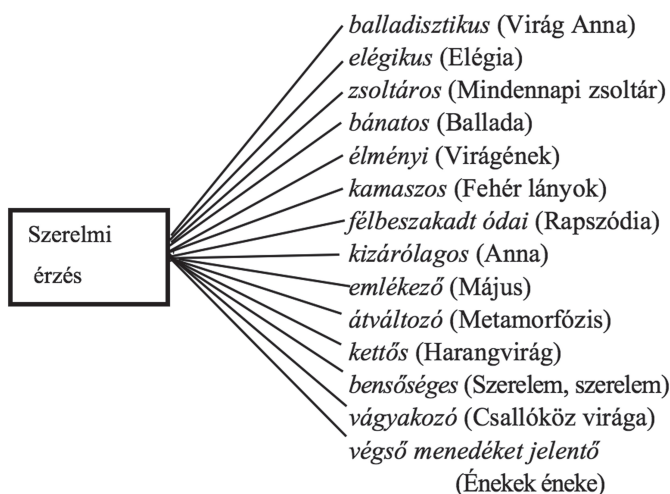 balladisztikus (Virág Anna)
elégikus (Elégia)
zsoltáros (Mindennapi zsoltár)
bánatos (Ballada)
élményi (Virágének)
kamaszos (Fehér lányok)
félbeszakadt ódai (Rapszódia)
kizárólagos (Anna)
emlékező (Május)
átváltozó (Metamorfózis)
kettős (Harangvirág)
bensőséges (Szerelem, szerelem)
vágyakozó (Csallóköz virága)
végső menedéket jelentő
(Énekek éneke)
Szerelmi
érzés